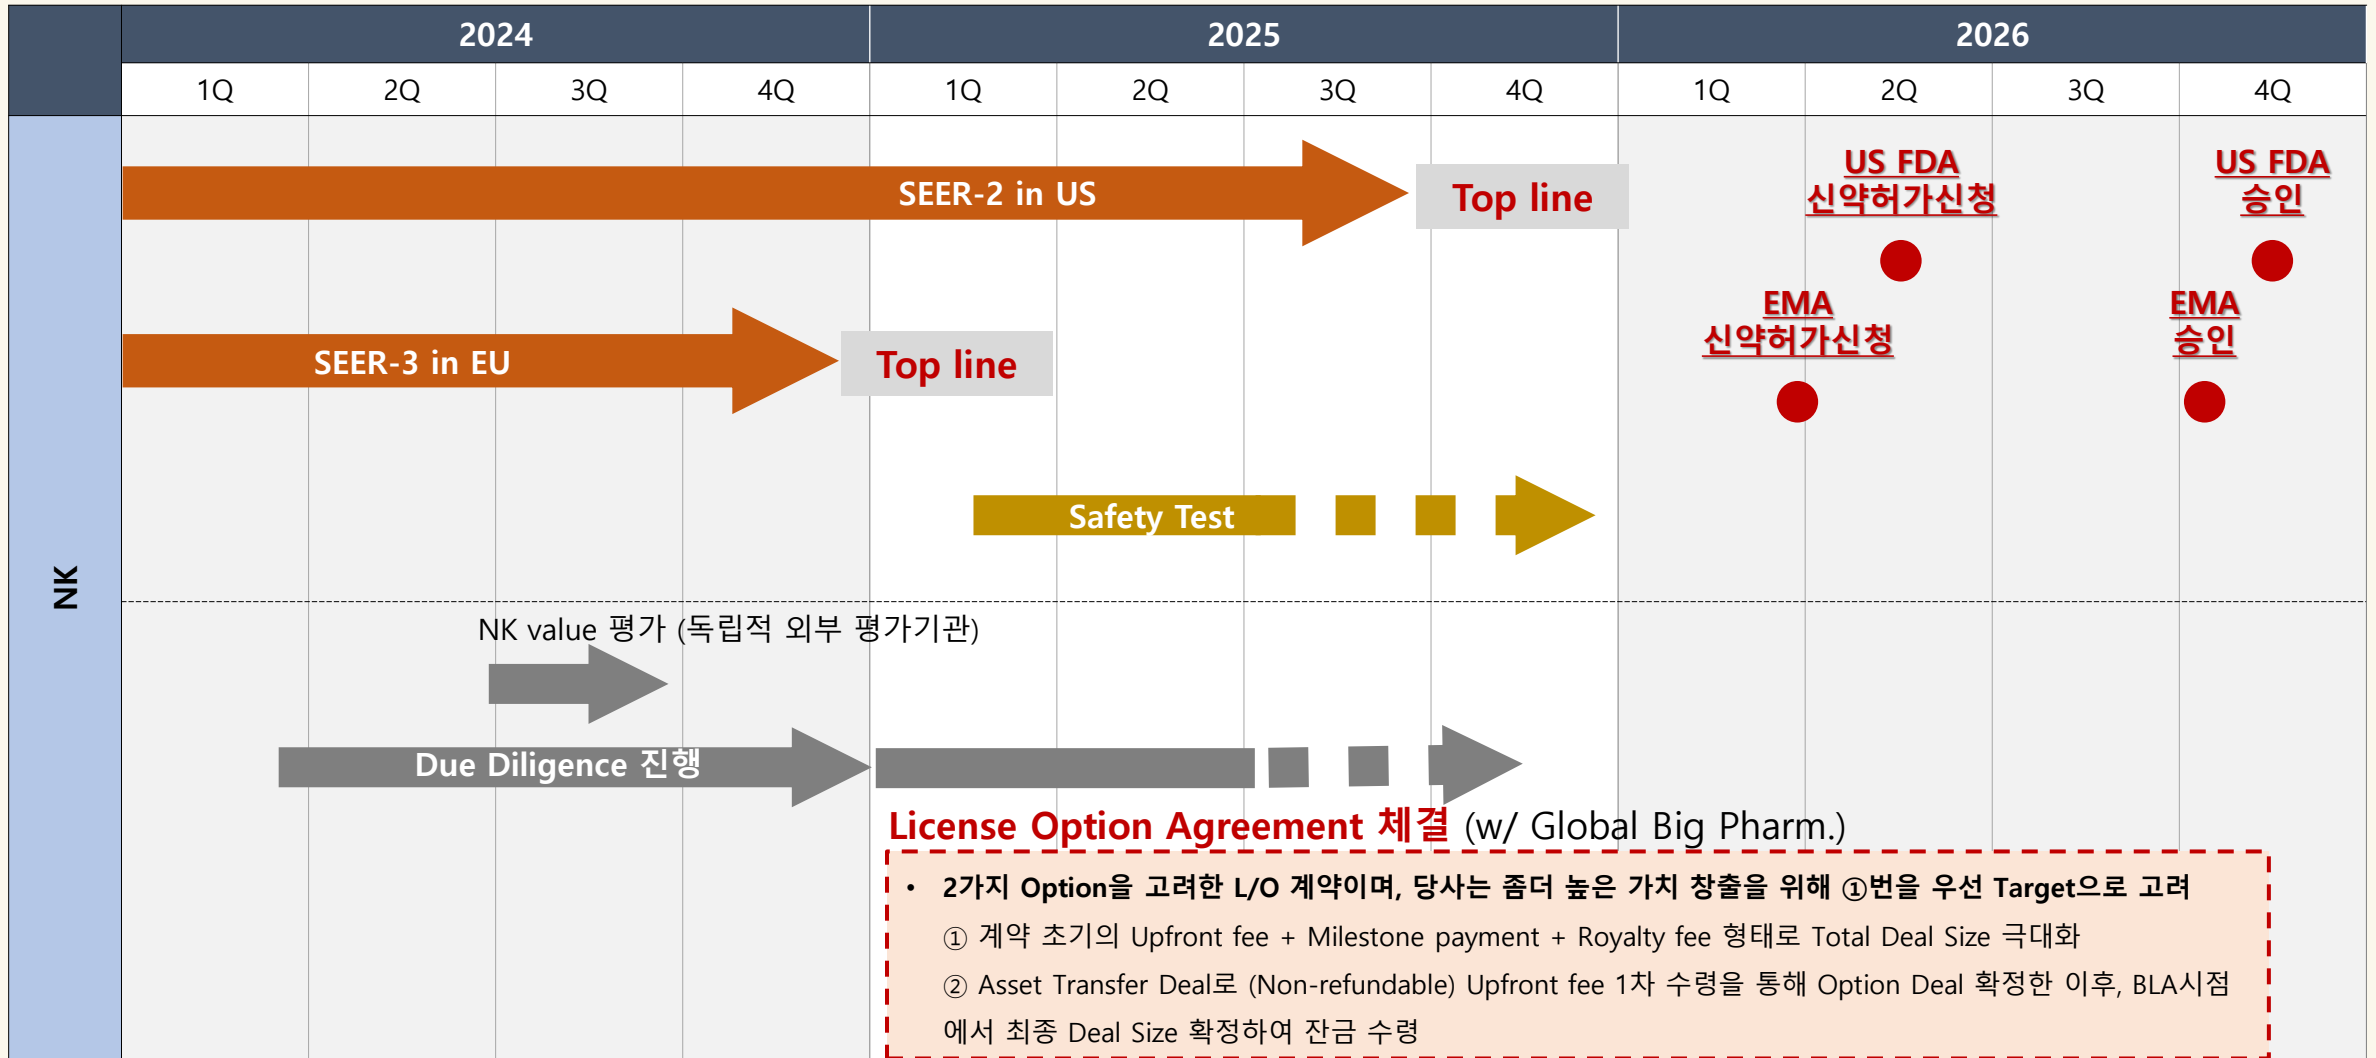 2024
2025
2026
1Q
2Q
3Q
4Q
1Q
2Q
3Q
4Q
1Q
2Q
3Q
4Q
NK
SEER-2 in US
Top line
US FDA
신약허가신청
US FDA
승인
SEER-3 in EU
Top line
EMA
신약허가신청
EMA
승인
Safety Test
NK value 평가 (독립적 외부 평가기관)
Due Diligence 진행
License Option Agreement 체결 (w/ Global Big Pharm.)
• 2가지 Option을 고려한 L/O 계약이며, 당사는 좀더 높은 가치 창출을 위해 ①번을 우선 Target으로 고려
① 계약 초기의 Upfront fee + Milestone payment + Royalty fee 형태로 Total Deal Size 극대화
② Asset Transfer Deal로 (Non-refundable) Upfront fee 1차 수령을 통해 Option Deal 확정한 이후, BLA시점
에서 최종 Deal Size 확정하여 잔금 수령